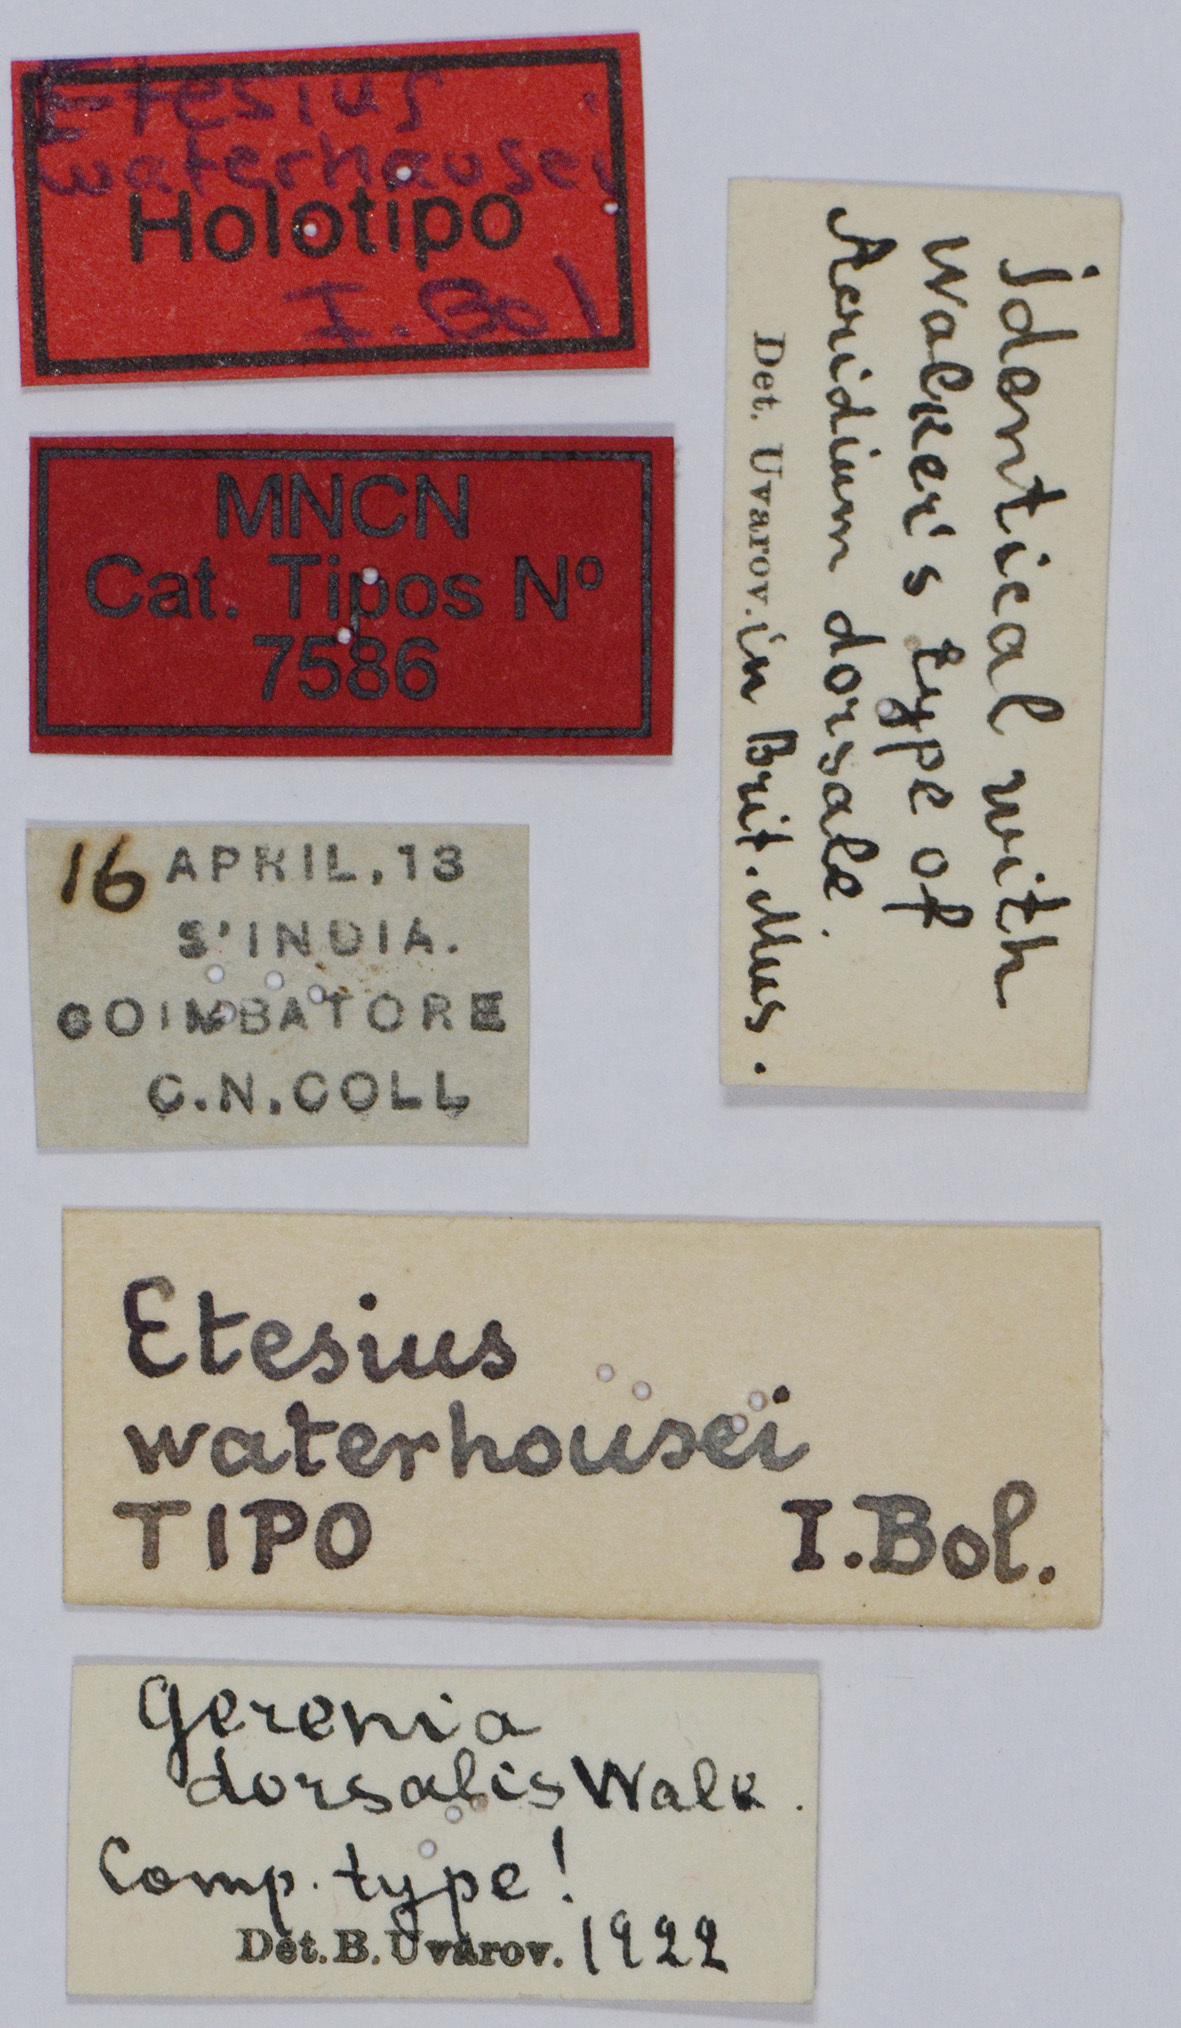 Etesius
waterhousei
Holotipo
I. Bol
MNCN
Cat. Tipos Nº
7586
16 APRIL, 13
S'INDIA.
COIMBATORE
C.N.COLL
identical with
Walker's type of
Acridium dorsale
Det. Uvarov. in Brit. Mus.
Etesius
waterhousei
TIPO I.Bol.
Gerenia
dorsalis Walk.
Comp. type!
Det. B. Uvarov. 1922